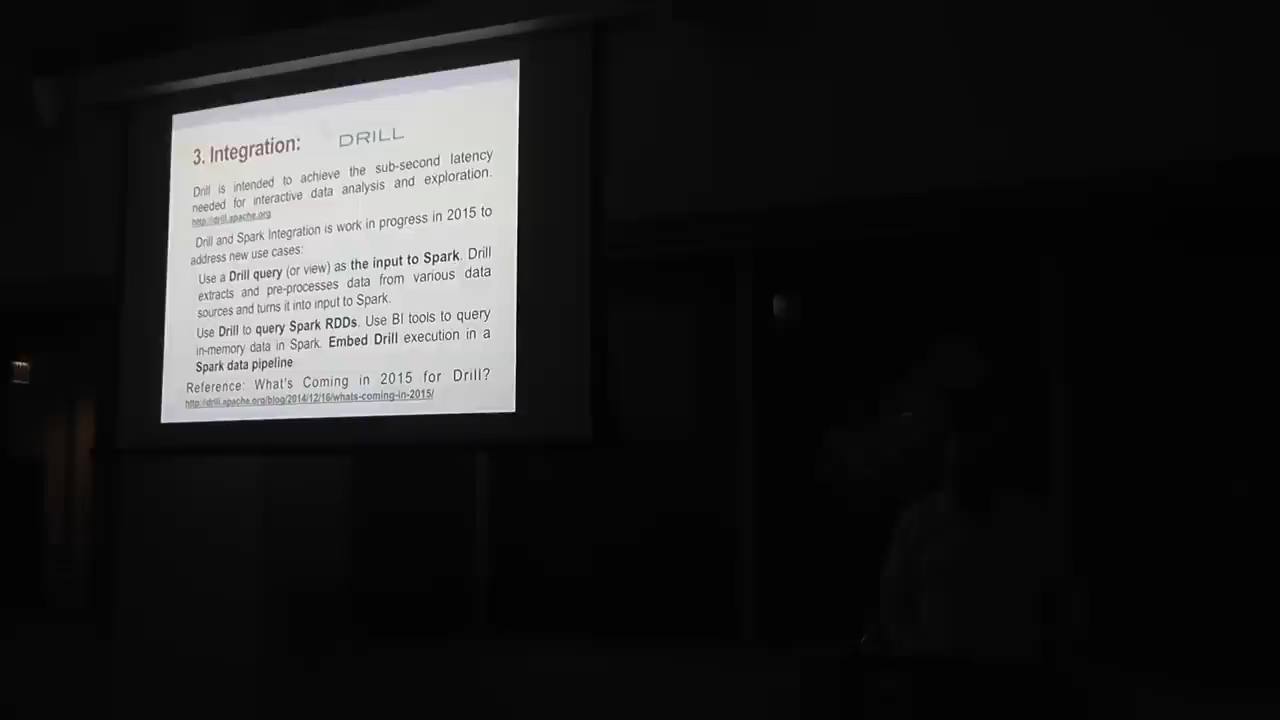 3. Integration: DRILL
Drill is intended to achieve the sub-second latency
needed for interactive data analysis and exploration.
http://drill.apache.org
Drill and Spark Integration is work in progress in 2015 to
address new use cases:
Use a Drill query (or view) as the input to Spark. Drill
extracts and pre-processes data from various data
sources and turns it into input to Spark.
Use Drill to query Spark RDDs. Use BI tools to query
in-memory data in Spark. Embed Drill execution in a
Spark data pipeline
Reference: What's Coming in 2015 for Drill?
http://drill.apache.org/blog/2014/12/16/whats-coming-in-2015/